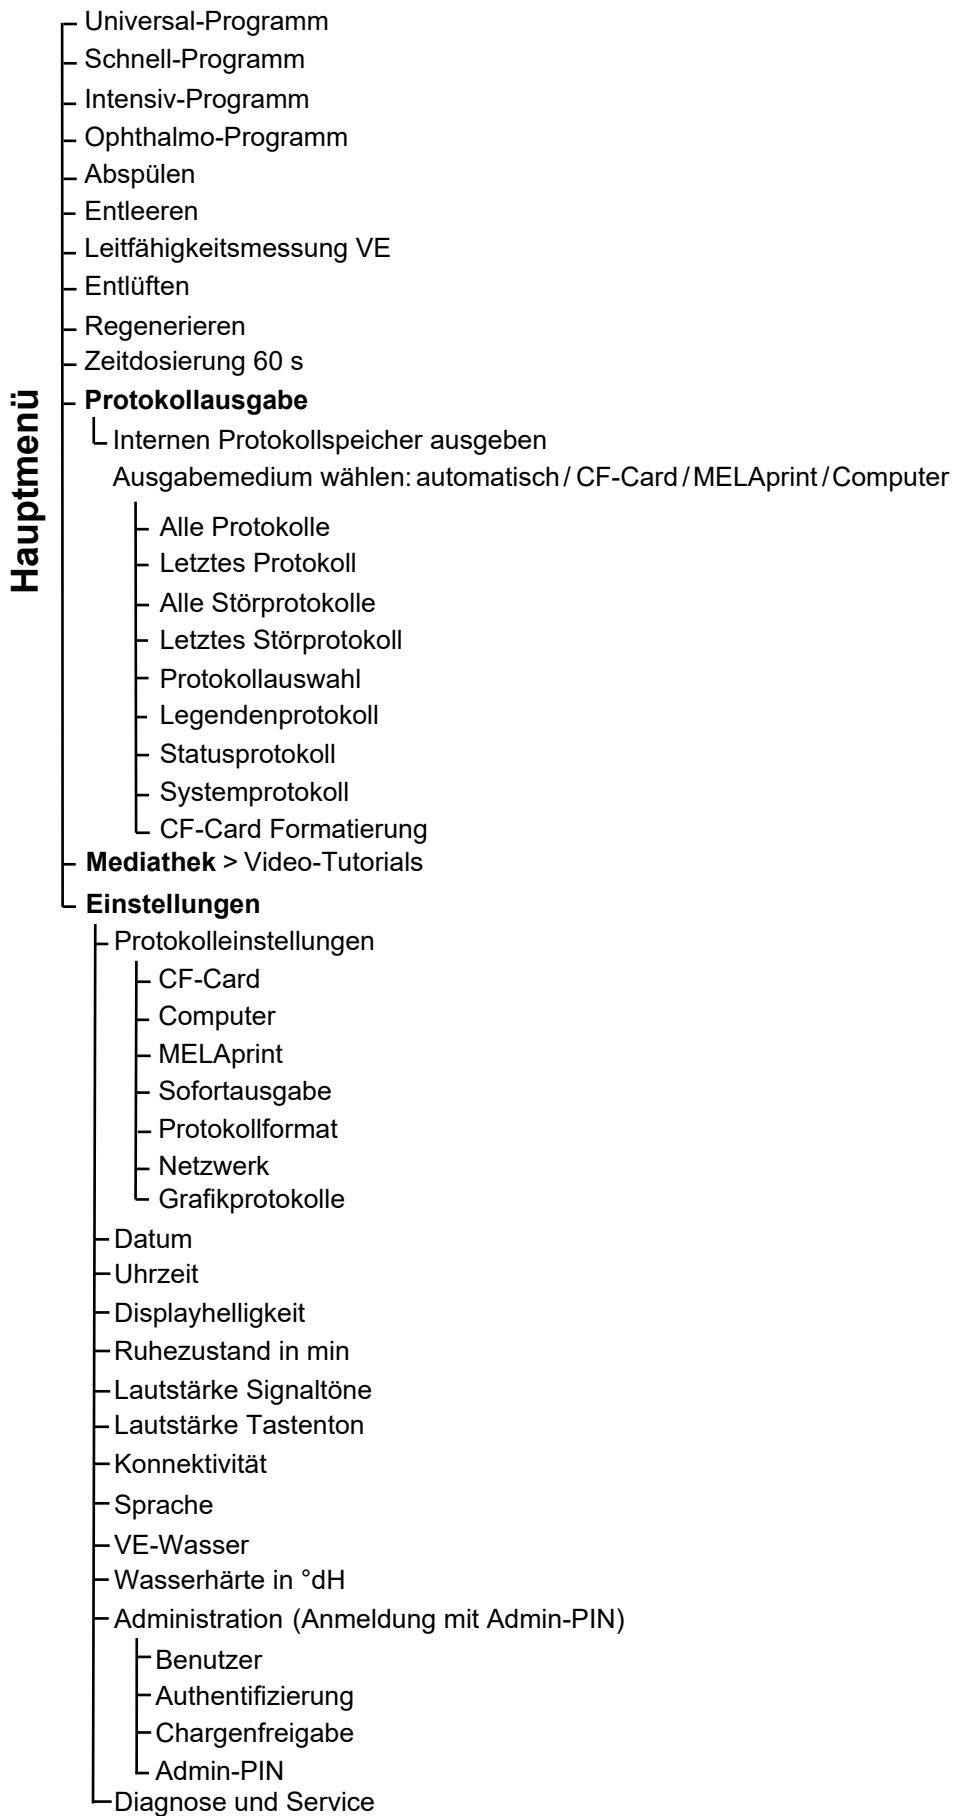 Hauptmenü
Universal-Programm
Schnell-Programm
Intensiv-Programm
Ophthalmo-Programm
Abspülen
Entleeren
Leitfähigkeitsmessung VE
Entlüften
Regenerieren
Zeitdosierung 60 s
Protokollausgabe
Internen Protokollspeicher ausgeben
Ausgabemedium wählen: automatisch / CF-Card / MELAprint / Computer
Alle Protokolle
Letztes Protokoll
Alle Störprotokolle
Letztes Störprotokoll
Protokollauswahl
Legendenprotokoll
Statusprotokoll
Systemprotokoll
CF-Card Formatierung
Mediathek > Video-Tutorials
Einstellungen
Protokolleinstellungen
CF-Card
Computer
MELAprint
Sofortausgabe
Protokollformat
Netzwerk
Grafikprotokolle
Datum
Uhrzeit
Displayhelligkeit
Ruhezustand in min
Lautstärke Signaltöne
Lautstärke Tastenton
Konnektivität
Sprache
VE-Wasser
Wasserhärte in °dH
Administration (Anmeldung mit Admin-PIN)
Benutzer
Authentifizierung
Chargenfreigabe
Admin-PIN
Diagnose und Service